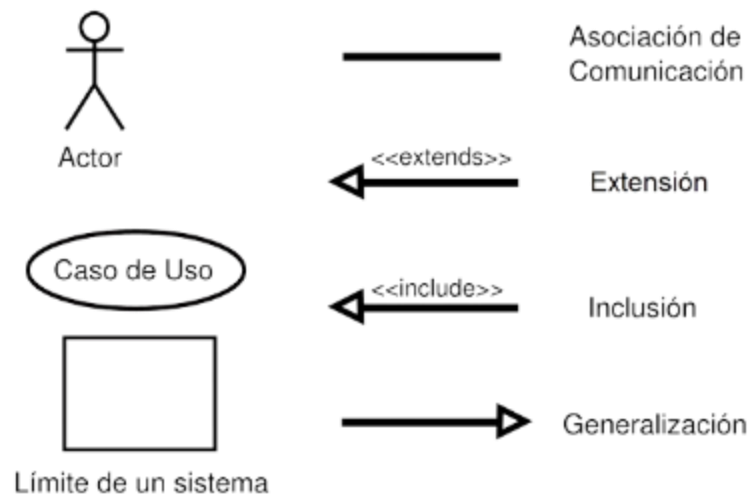 Actor
Caso de Uso
Límite de un sistema
Asociación de
Comunicación
<<extends>>
Extensión
<<include>>
Inclusión
Generalización